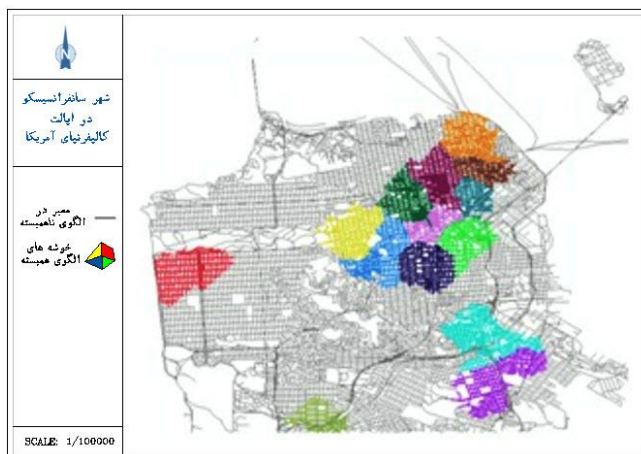 N
شهر سانفرانسیسکو
در ایالت
کالیفرنیای آمریکا
معبر در
الگوی ناهمبسته
خوشه های
الگوی همبسته
SCALE: 1/100000